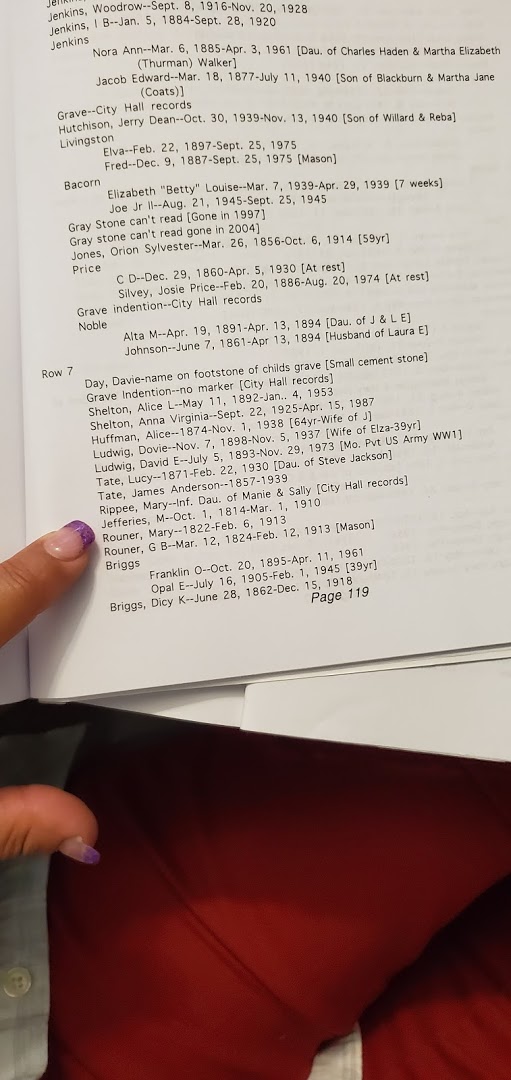 Jenkins, Woodrow--Sept. 8, 1916-Nov. 20, 1928
Jenkins, I B--Jan. 5, 1884-Sept. 28, 1920
Jenkins
Nora Ann--Mar. 6, 1885-Apr. 3, 1961 [Dau. of Charles Haden & Martha Elizabeth
(Thurman) Walker]
Jacob Edward--Mar. 18, 1877-July 11, 1940 [Son of Blackburn & Martha Jane
(Coats)]
Grave--City Hall records
Hutchison, Jerry Dean--Oct. 30, 1939-Nov. 13, 1940 [Son of Willard & Reba]
Livingston
Elva--Feb. 22, 1897-Sept. 25, 1975
Fred--Dec. 9, 1887-Sept. 25, 1975 [Mason]
Bacorn
Elizabeth "Betty" Louise--Mar. 7, 1939-Apr. 29, 1939 [7 weeks]
Joe Jr II--Aug. 21, 1945-Sept. 25, 1945
Gray Stone can't read [Gone in 1997]
Gray stone can't read gone in 2004]
Jones, Orion Sylvester--Mar. 26, 1856-Oct. 6, 1914 [59yr]
Price
C D--Dec. 29, 1860-Apr. 5, 1930 [At rest]
Silvey, Josie Price--Feb. 20, 1886-Aug. 20, 1974 [At rest]
Grave indention--City Hall records
Noble
Alta M--Apr. 19, 1891-Apr. 13, 1894 [Dau. of J & L E]
Johnson--June 7, 1861-Apr 13, 1894 [Husband of Laura E]
Row 7
Day, Davie-name on footstone of childs grave [Small cement stone]
Grave Indention--no marker [City Hall records]
Shelton, Alice L--May 11, 1892-Jan.. 4, 1953
Shelton, Anna Virginia--Sept. 22, 1925-Apr. 15, 1987
Huffman, Alice--1874-Nov. 1, 1938 [64yr-Wife of J]
Ludwig, Dovie--Nov. 7, 1898-Nov. 5, 1937 [Wife of Elza-39yr]
Ludwig, David E--July 5, 1893-Nov. 29, 1973 [Mo. Pvt US Army WW1]
Tate, Lucy--1871-Feb. 22, 1930 [Dau. of Steve Jackson]
Tate, James Anderson--1857-1939
Rippee, Mary--Inf. Dau. of Manie & Sally [City Hall records]
Jefferies, M--Oct. 1, 1814-Mar. 1, 1910
Rouner, Mary--1822-Feb. 6, 1913
Rouner, G B--Mar. 12, 1824-Feb. 12, 1913 [Mason]
Briggs
Franklin O--Oct. 20, 1895-Apr. 11, 1961
Opal E--July 16, 1905-Feb. 1, 1945 [39yr]
Briggs, Dicy K--June 28, 1862-Dec. 15, 1918
Page 119